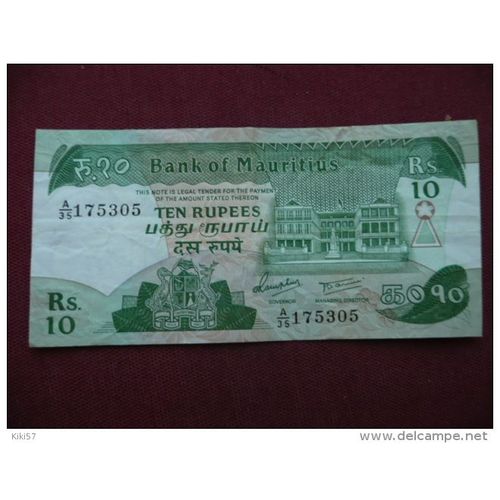 रु.१०
Bank of Mauritius
Rs.
10
THIS NOTE IS LEGAL TENDER FOR THE PAYMENT
OF THE AMOUNT STATED THEREON
A/35 175305
TEN RUPEES
பத்து ரூபாய்
दस रुपये
Rs.
10
GOVERNOR
MANAGING DIRECTOR
A/35 175305
Kiki57
www.delcampe.net